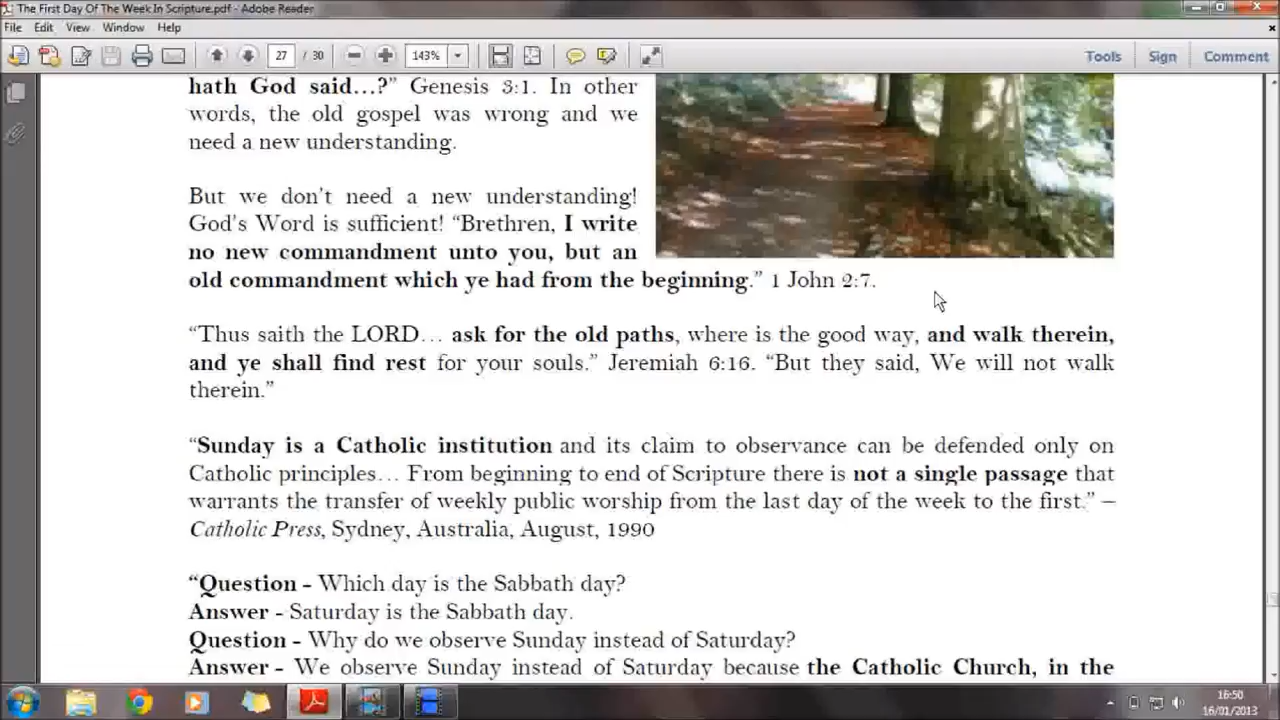 The First Day Of The Week In Scripture.pdf - Adobe Reader
File Edit View Window Help
27 / 30 143% Tools Sign Comment
hath God said…?” Genesis 3:1. In other
words, the old gospel was wrong and we
need a new understanding.
But we don’t need a new understanding!
God’s Word is sufficient! “Brethren, I write
no new commandment unto you, but an
old commandment which ye had from the beginning.” 1 John 2:7.
“Thus saith the LORD… ask for the old paths, where is the good way, and walk therein,
and ye shall find rest for your souls.” Jeremiah 6:16. “But they said, We will not walk
therein.”
“Sunday is a Catholic institution and its claim to observance can be defended only on
Catholic principles… From beginning to end of Scripture there is not a single passage that
warrants the transfer of weekly public worship from the last day of the week to the first.” –
Catholic Press, Sydney, Australia, August, 1990
“Question - Which day is the Sabbath day?
Answer - Saturday is the Sabbath day.
Question - Why do we observe Sunday instead of Saturday?
Answer - We observe Sunday instead of Saturday because the Catholic Church, in the
16:50
16/01/2013